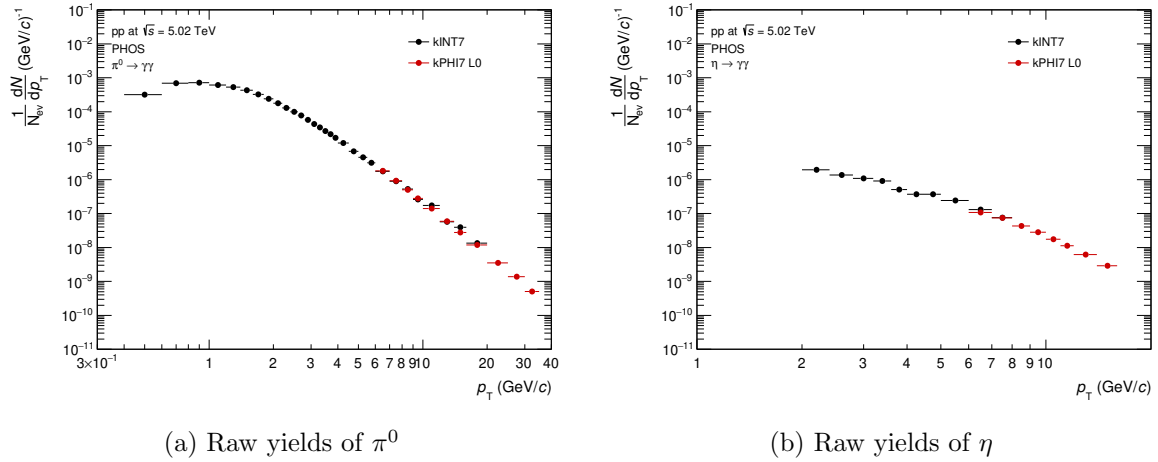 pp at √s = 5.02 TeV
PHOS
π⁰ → γγ
kINT7
kPHI7 L0
1/N_ev dN/dp_T (GeV/c)⁻¹
10⁻¹
1
10⁻¹
10⁻²
10⁻³
10⁻⁴
10⁻⁵
10⁻⁶
10⁻⁷
10⁻⁸
10⁻⁹
10⁻¹⁰
10⁻¹¹
3×10⁻¹ 1 2 3 4 5 6 7 8 9 10 20 30 40
p_T (GeV/c)
(a) Raw yields of π⁰
pp at √s = 5.02 TeV
PHOS
η → γγ
kINT7
kPHI7 L0
1/N_ev dN/dp_T (GeV/c)⁻¹
10
1
10⁻¹
10⁻²
10⁻³
10⁻⁴
10⁻⁵
10⁻⁶
10⁻⁷
10⁻⁸
10⁻⁹
10⁻¹⁰
10⁻¹¹
1 2 3 4 5 6 7 8 9 10
p_T (GeV/c)
(b) Raw yields of η